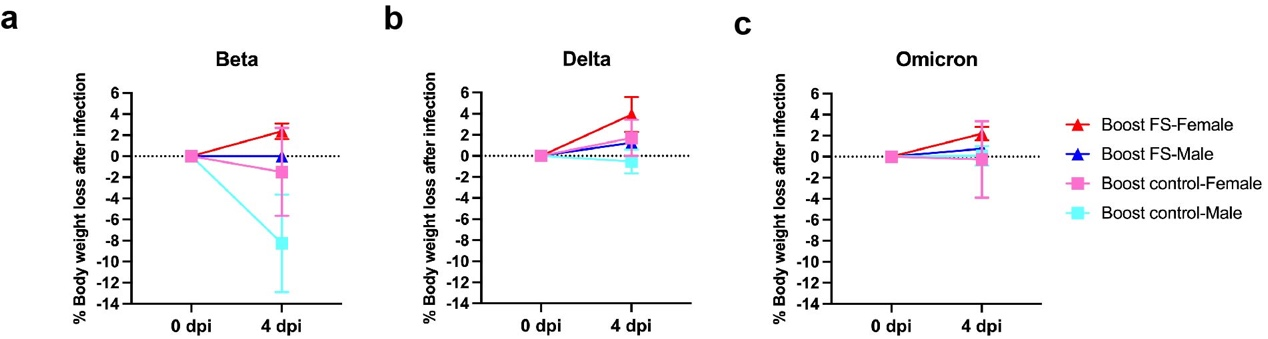 a
Beta
% Body weight loss after infection
6
4
2
0
-2
-4
-6
-8
-10
-12
-14
0 dpi
4 dpi
b
Delta
% Body weight loss after infection
6
4
2
0
-2
-4
-6
-8
-10
-12
-14
0 dpi
4 dpi
c
Omicron
% Body weight loss after infection
6
4
2
0
-2
-4
-6
-8
-10
-12
-14
0 dpi
4 dpi
Boost FS-Female
Boost FS-Male
Boost control-Female
Boost control-Male